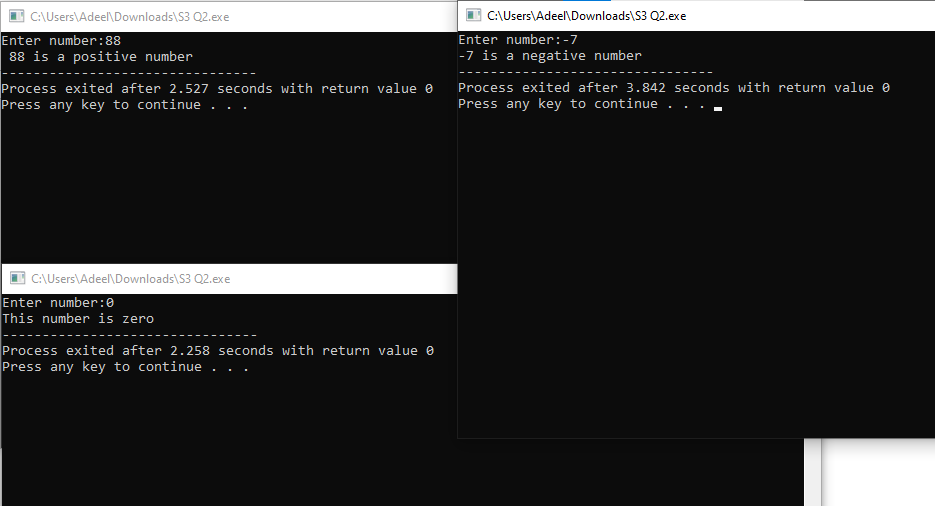 C:\Users\Adeel\Downloads\S3 Q2.exe
Enter number:88
 88 is a positive number
--------------------------------
Process exited after 2.527 seconds with return value 0
Press any key to continue . . .
C:\Users\Adeel\Downloads\S3 Q2.exe
Enter number:-7
-7 is a negative number
--------------------------------
Process exited after 3.842 seconds with return value 0
Press any key to continue . . .
C:\Users\Adeel\Downloads\S3 Q2.exe
Enter number:0
This number is zero
--------------------------------
Process exited after 2.258 seconds with return value 0
Press any key to continue . . .